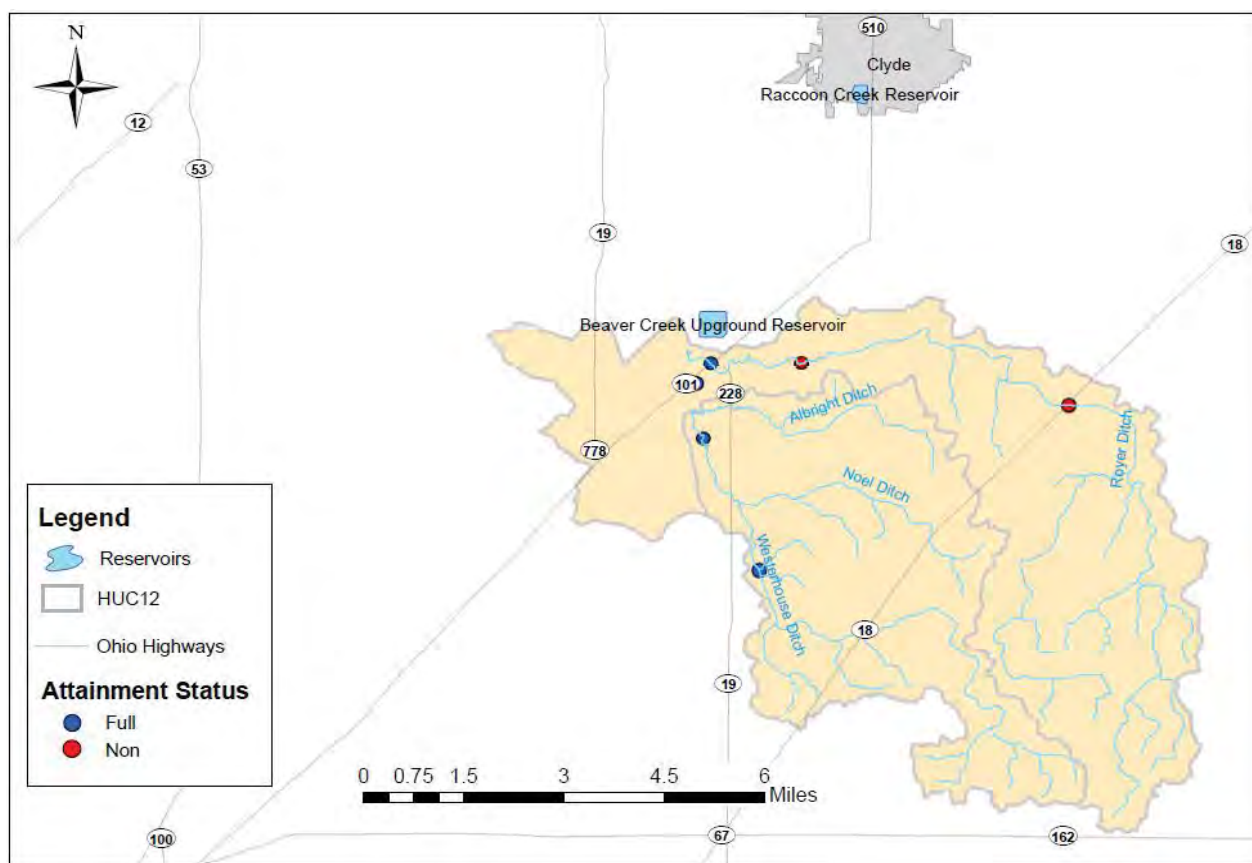 N
510
Clyde
Raccoon Creek Reservoir
12
53
19
18
Beaver Creek Upground Reservoir
101
228
Albright Ditch
Royer Ditch
778
Noel Ditch
Westerhouse Ditch
18
19
Legend
Reservoirs
HUC12
Ohio Highways
Attainment Status
Full
Non
0 0.75 1.5 3 4.5 6
Miles
100
67
162